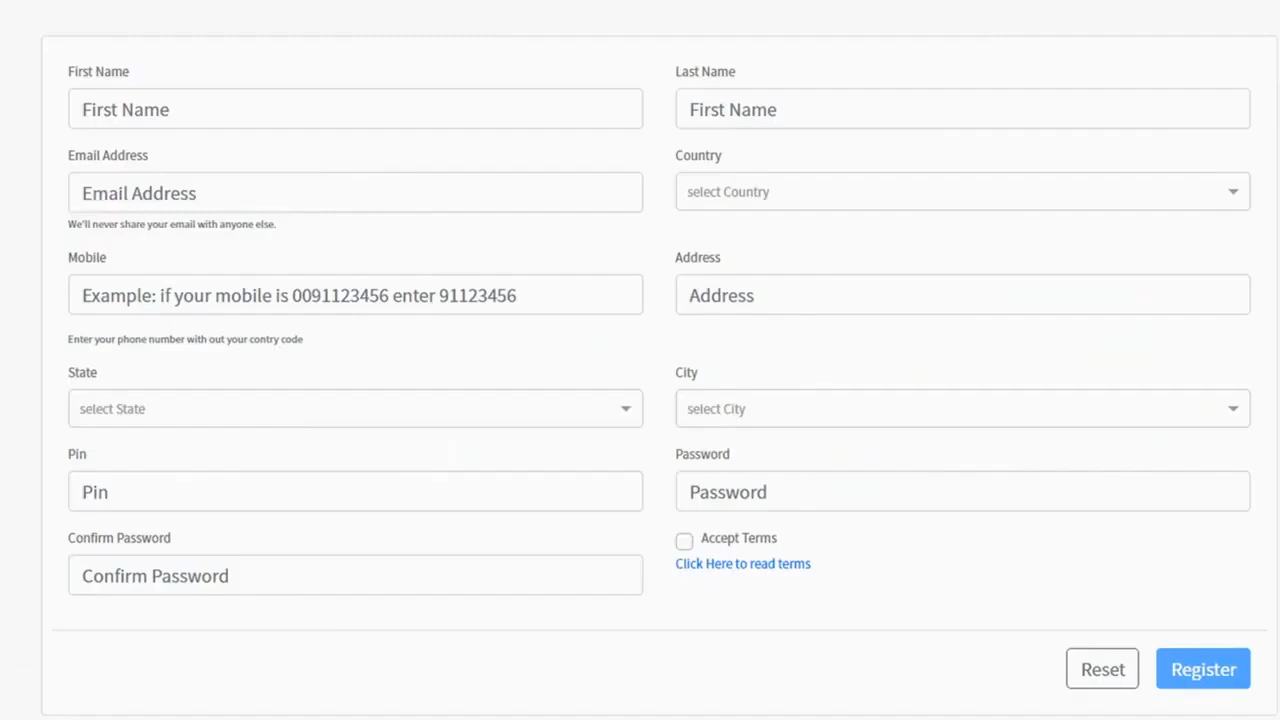 First Name
Last Name
First Name
First Name
Email Address
Country
Email Address
select Country
We'll never share your email with anyone else.
Mobile
Address
Example: if your mobile is 0091123456 enter 91123456
Address
Enter your phone number with out your contry code
State
City
select State
select City
Pin
Password
Pin
Password
Confirm Password
Accept Terms
Click Here to read terms
Confirm Password
Reset
Register